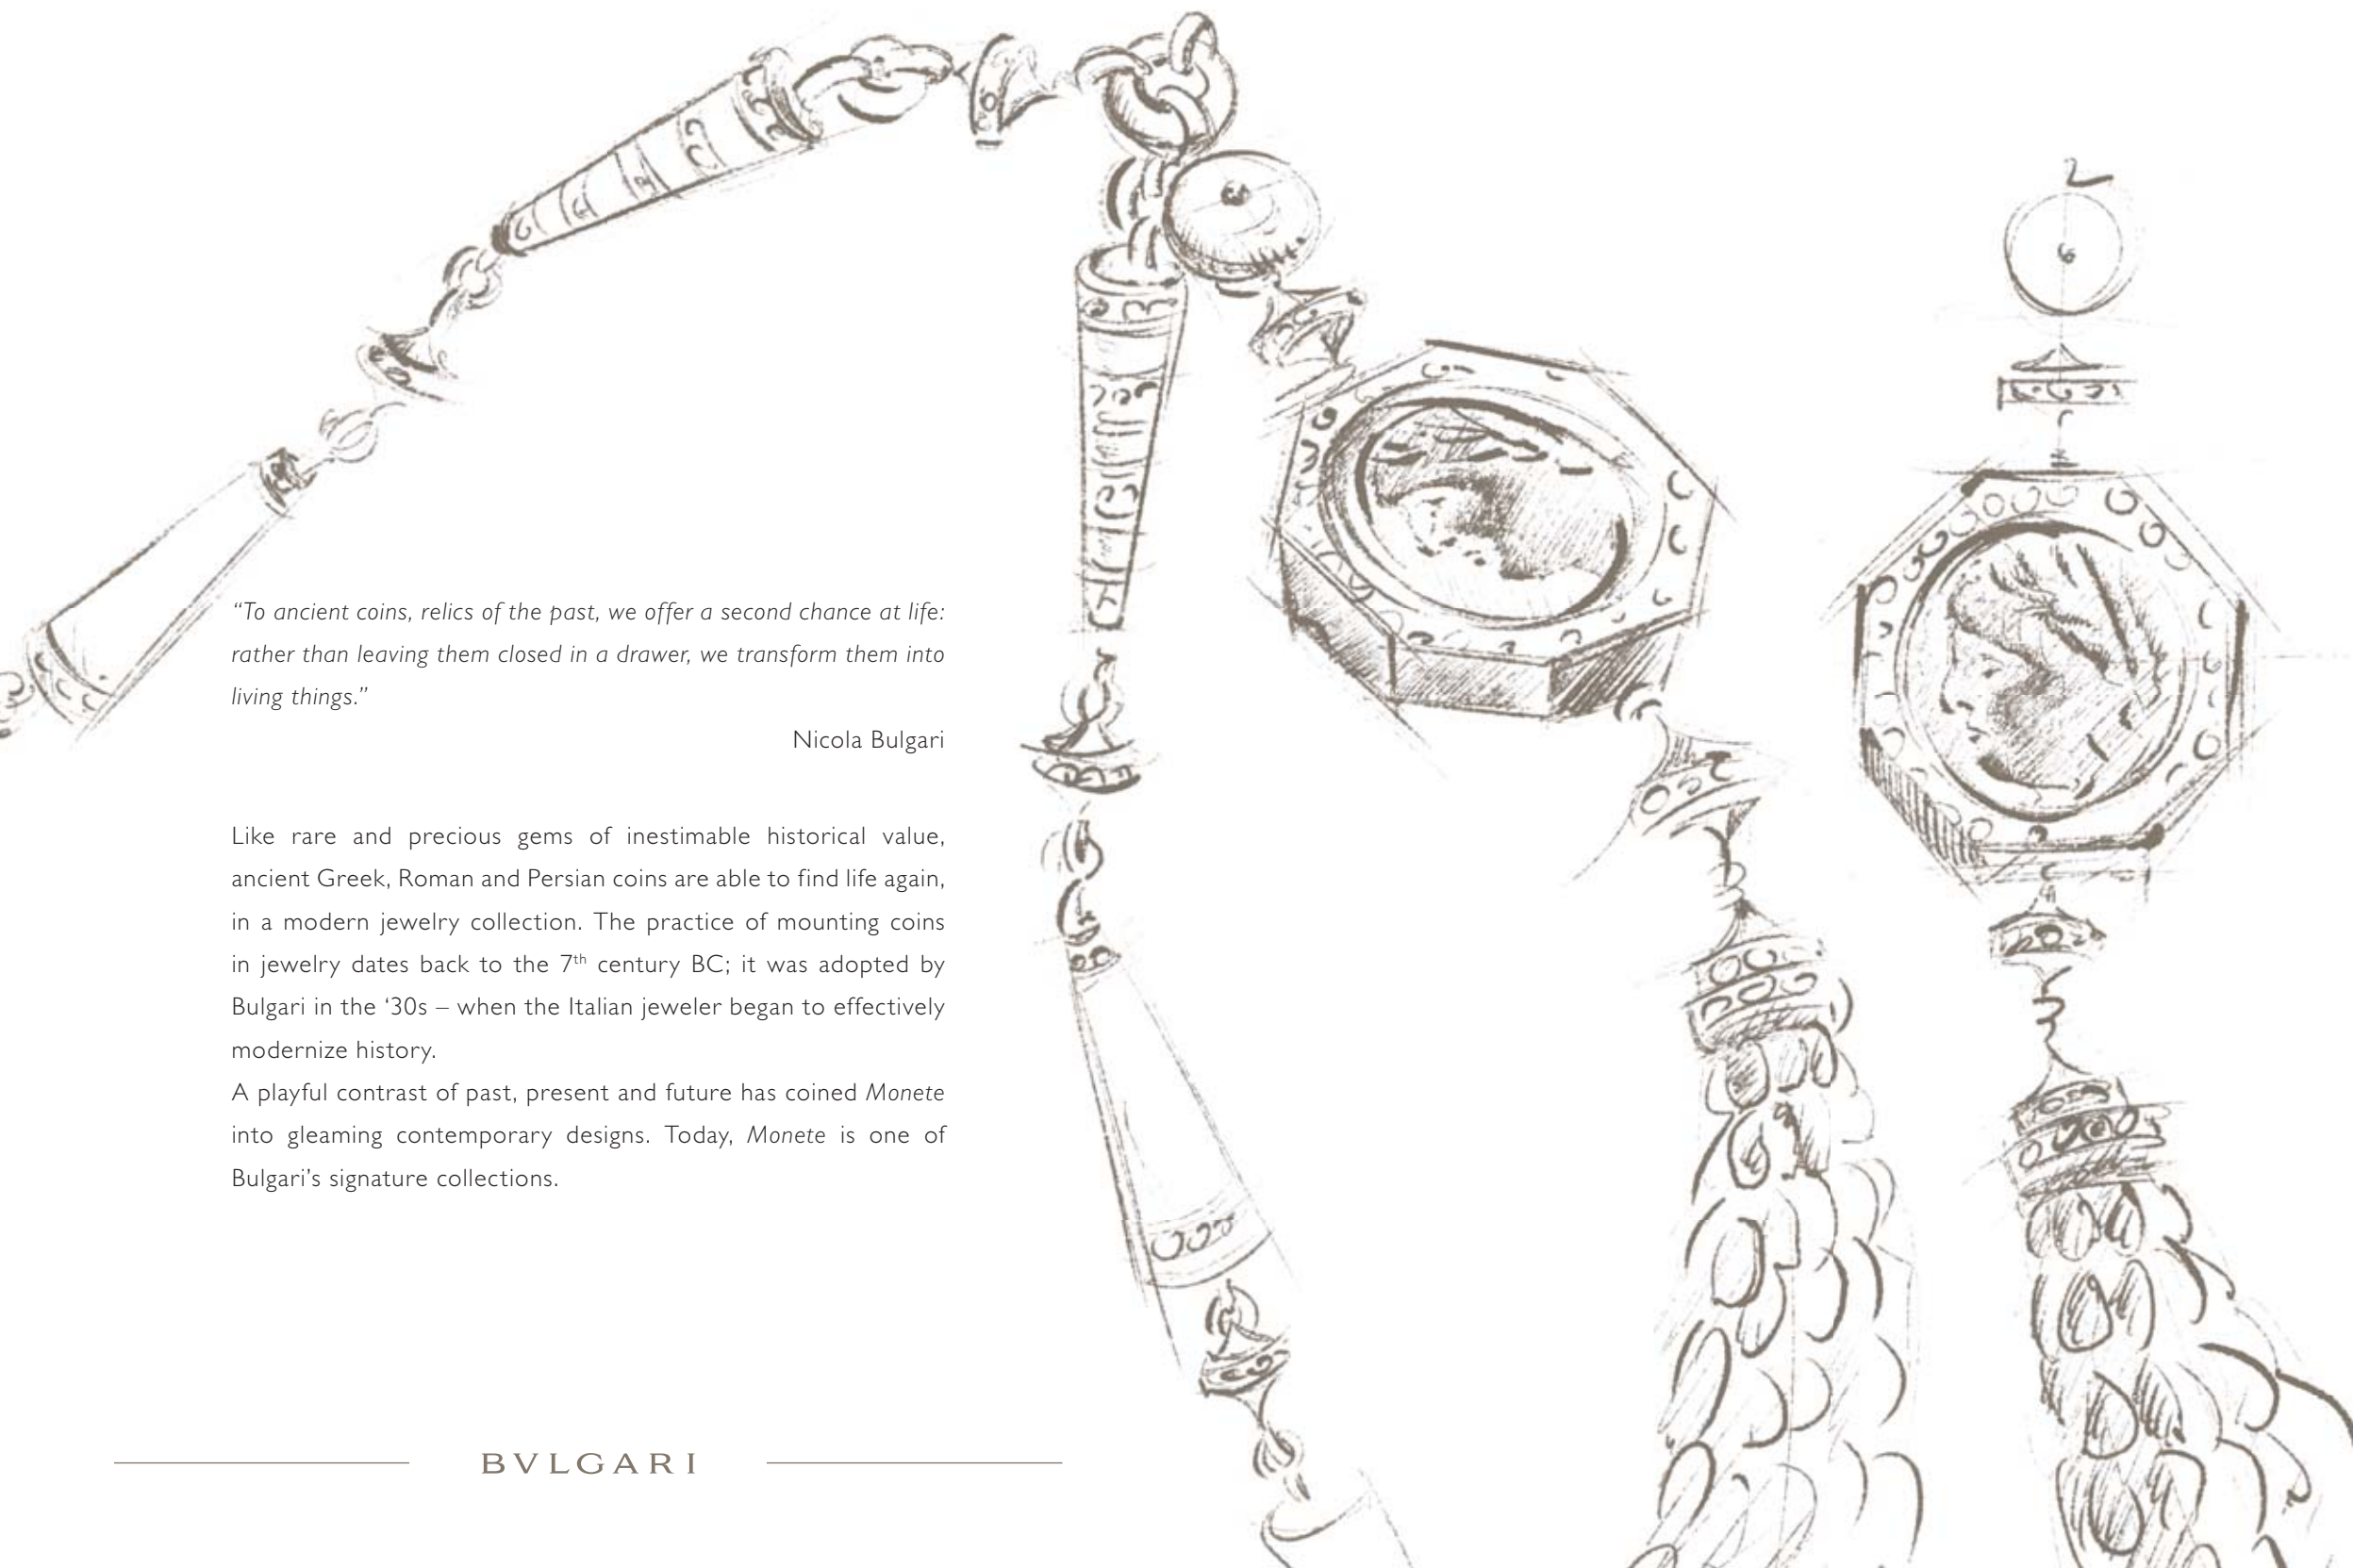 “To ancient coins, relics of the past, we offer a second chance at life:
rather than leaving them closed in a drawer, we transform them into
living things.”
Nicola Bulgari
Like rare and precious gems of inestimable historical value,
ancient Greek, Roman and Persian coins are able to find life again,
in a modern jewelry collection. The practice of mounting coins
in jewelry dates back to the 7th century BC; it was adopted by
Bulgari in the ‘30s – when the Italian jeweler began to effectively
modernize history.
A playful contrast of past, present and future has coined Monete
into gleaming contemporary designs. Today, Monete is one of
Bulgari’s signature collections.
BVLGARI